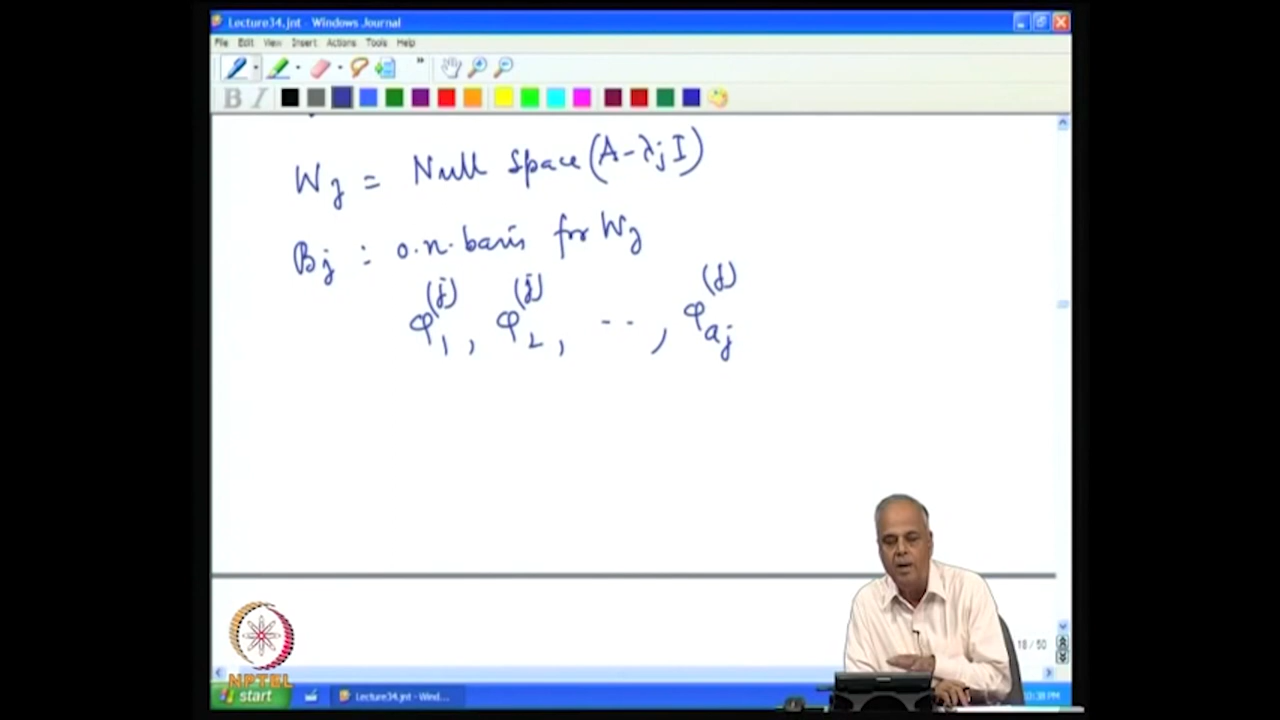 Lecture34.jnt - Windows Journal
File Edit View Insert Actions Tools Help
B I
W_j = Null Space (A - λ_j I)
B_j : o.n. basis for W_j
φ_1^{(j)}, φ_2^{(j)}, ---, φ_{a_j}^{(j)}
18 / 50
NPTEL
start Lecture34.jnt - Wind...